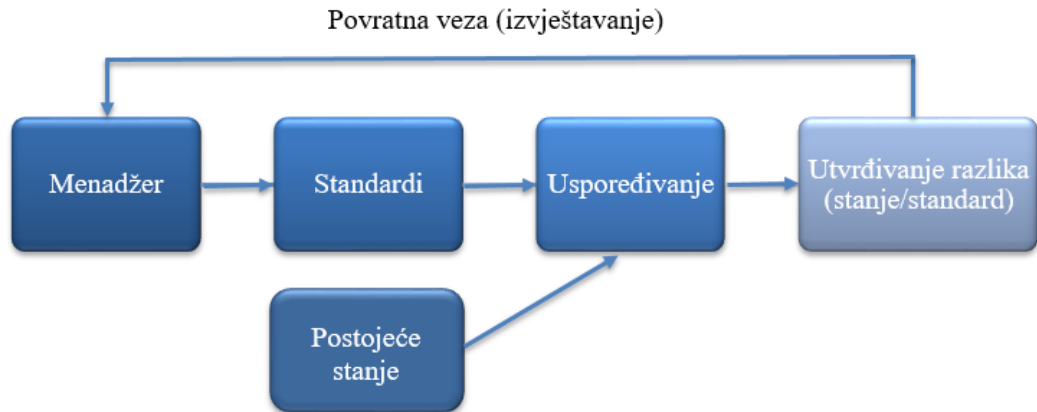 Povratna veza (izvještavanje)
Menadžer
Standardi
Uspoređivanje
Utvrđivanje razlika
(stanje/standard)
Postojeće
stanje